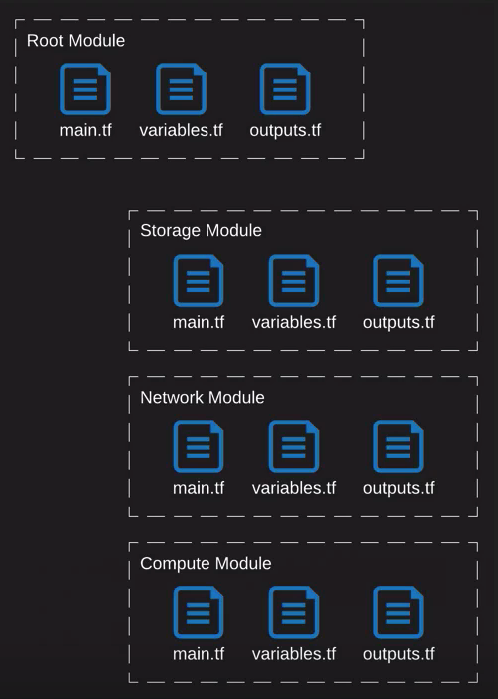 Root Module
main.tf variables.tf outputs.tf
Storage Module
main.tf variables.tf outputs.tf
Network Module
main.tf variables.tf outputs.tf
Compute Module
main.tf variables.tf outputs.tf